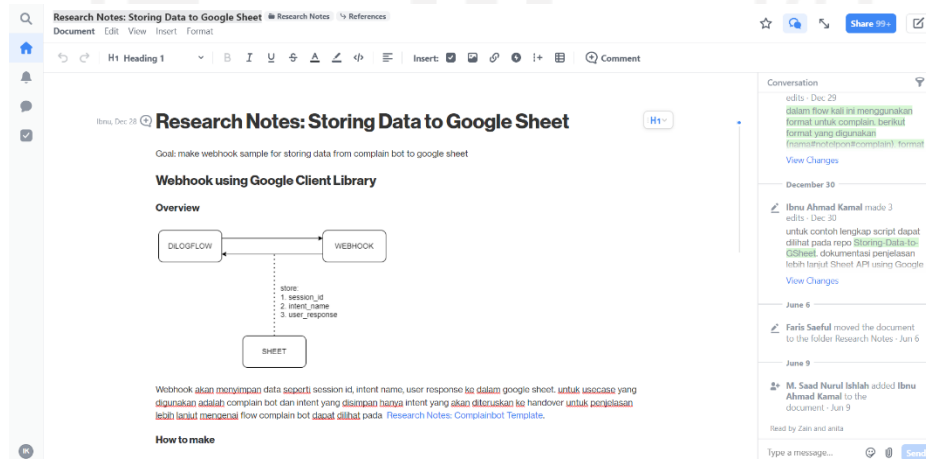 Research Notes: Storing Data to Google Sheet Research Notes References
Document Edit View Insert Format
Share 99+
H1 Heading 1 B I U S A </> Insert: Comment
Ibnu, Dec 28
Research Notes: Storing Data to Google Sheet
H1
Goal: make webhook sample for storing data from complain bot to google sheet
Webhook using Google Client Library
Overview
DILOGFLOW
WEBHOOK
store:
1. session_id
2. intent_name
3. user_response
SHEET
Webhook akan menyimpan data seperti session id, intent name, user response ke dalam google sheet. untuk usecase yang
digunakan adalah complain bot dan intent yang disimpan hanya intent yang akan diteruskan ke handover untuk penjelasan
lebih lanjut mengenai flow complain bot dapat dilihat pada Research Notes: Complainbot Template.
How to make
IK
Conversation
edits - Dec 29
dalam flow kali ini menggunakan
format untuk complain. berikut
format yang digunakan
format
View Changes
December 30
Ibnu Ahmad Kamal made 3
edits - Dec 30
untuk contoh lengkap script dapat
dilihat pada repo Storing-Data-to-
GSheet. dokumentasi penjelasan
lebih lanjut Sheet API using Google
View Changes
June 6
Faris Saeful moved the document
to the folder Research Notes - Jun 6
June 9
M. Saad Nurul Ishlah added Ibnu
Ahmad Kamal to the
document - Jun 9
Read by Zain and anita
Type a message...
Send